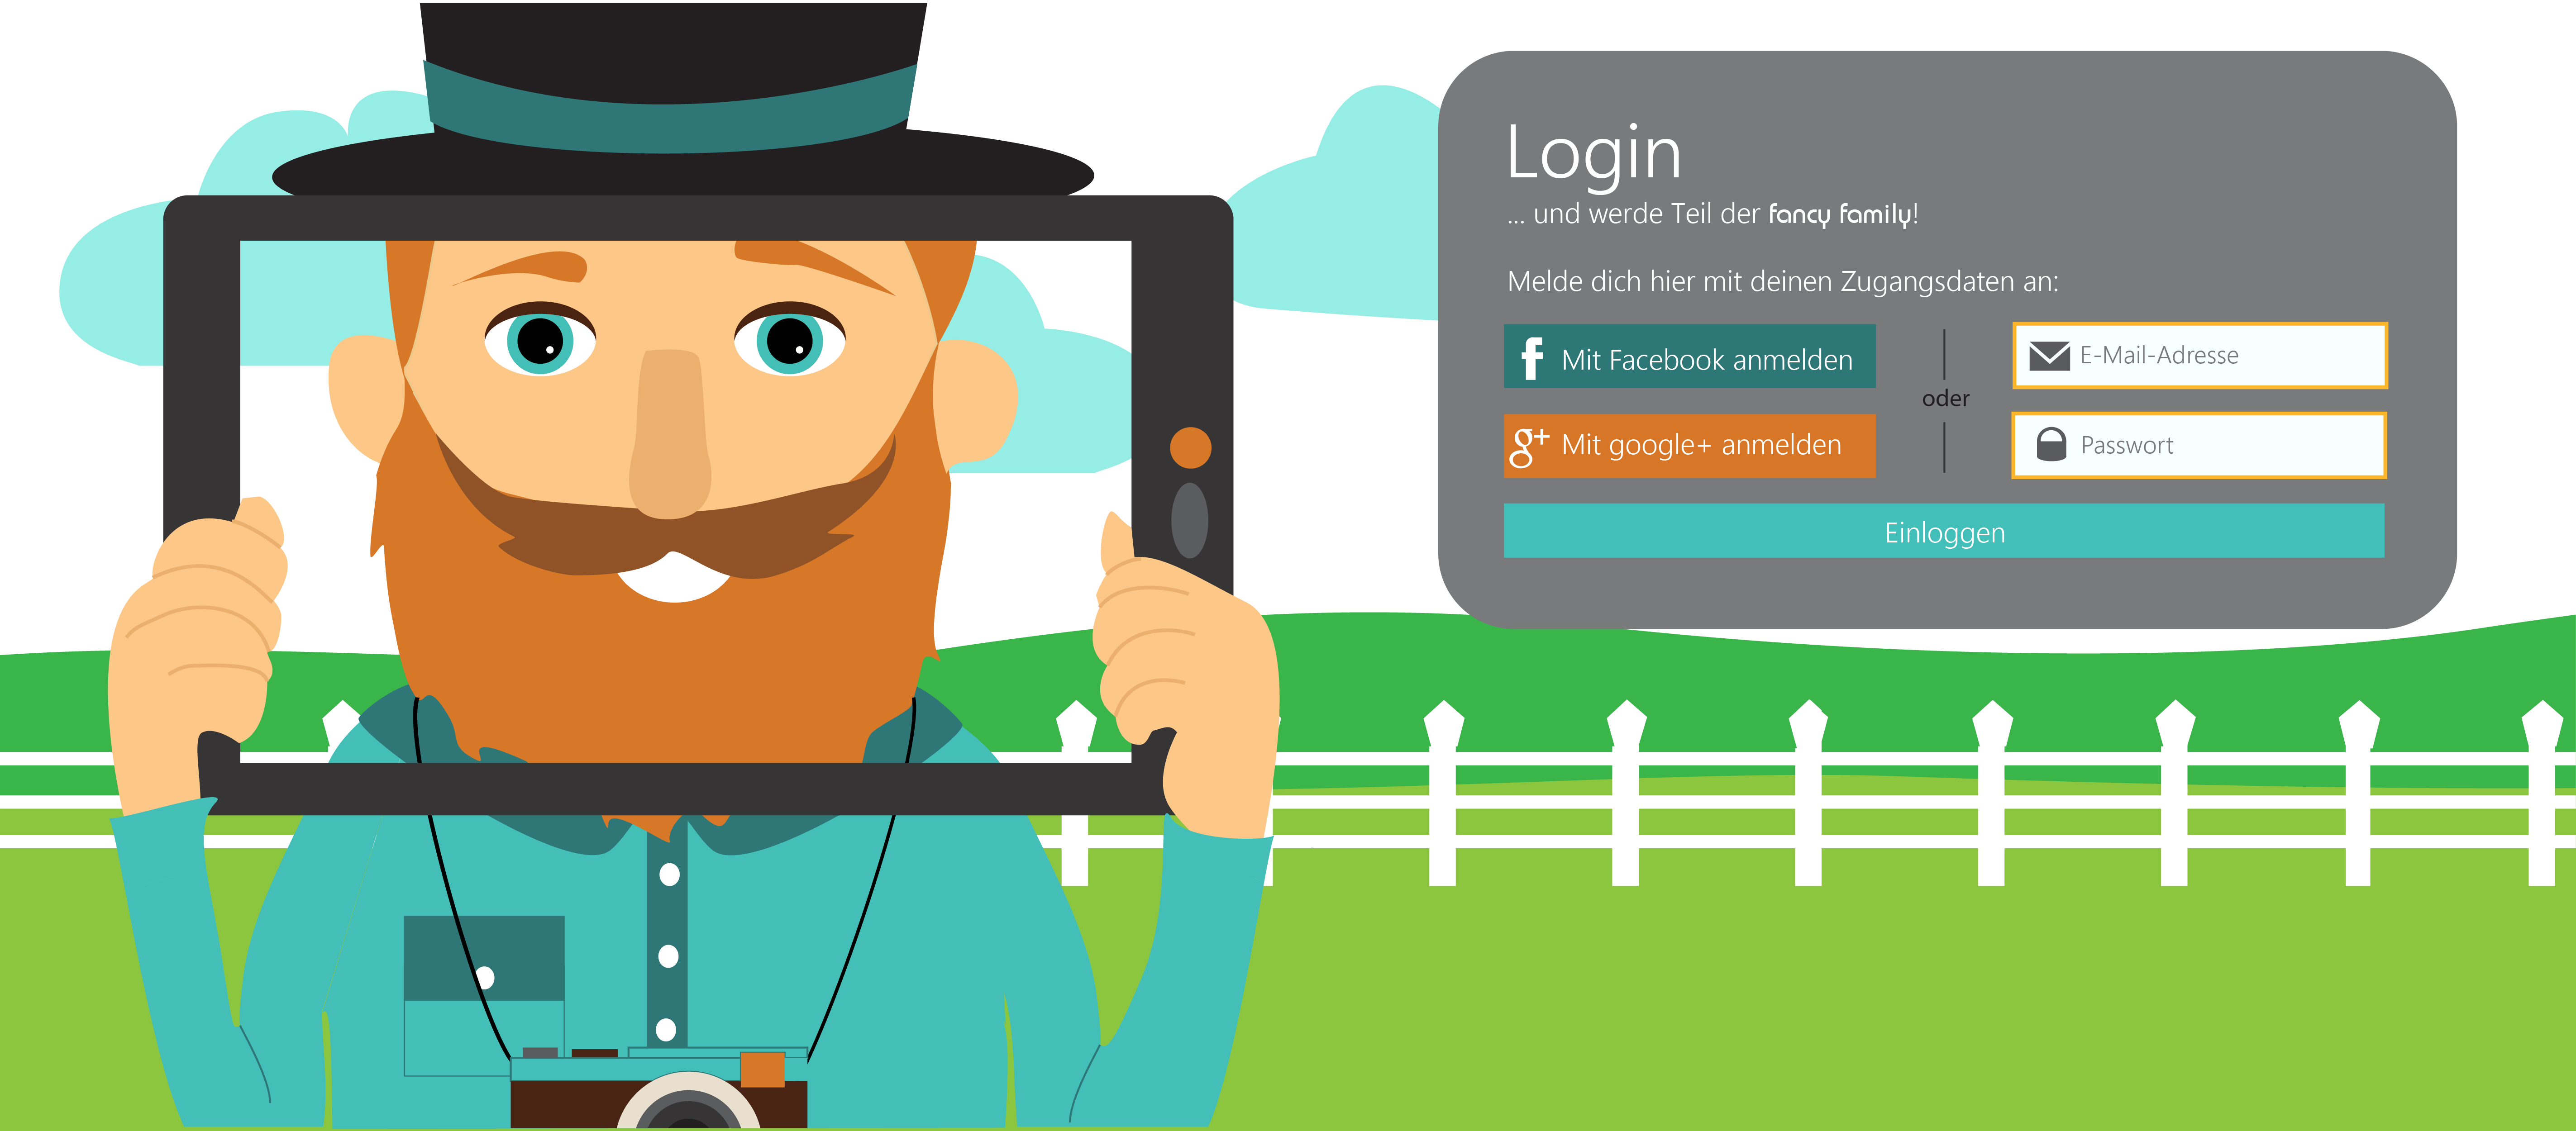 Login
... und werde Teil der fancy family!
Melde dich hier mit deinen Zugangsdaten an:
f Mit Facebook anmelden
g+ Mit google+ anmelden
oder
E-Mail-Adresse
Passwort
Einloggen